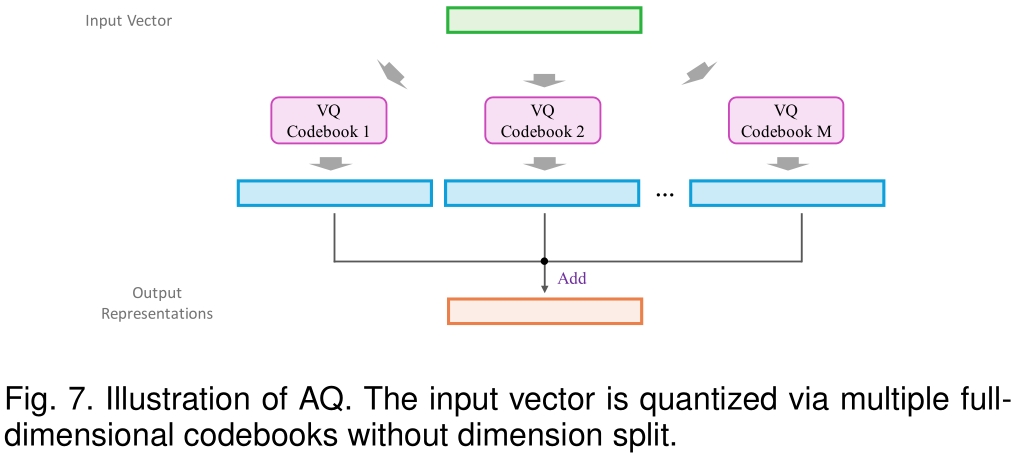 Input Vector
VQ
Codebook 1
VQ
Codebook 2
VQ
Codebook M
...
Add
Output
Representations
Fig. 7. Illustration of AQ. The input vector is quantized via multiple full-
dimensional codebooks without dimension split.